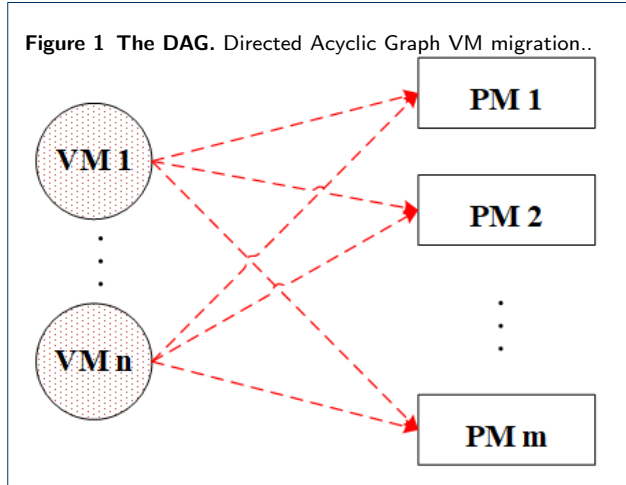 Figure 1 The DAG. Directed Acyclic Graph VM migration..
PM 1
VM 1
PM 2
VM n
PM m